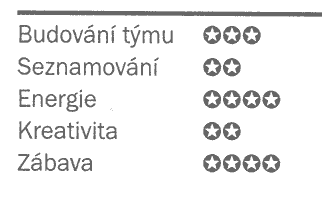 Budování týmu ✪✪✪
Seznamování ✪✪
Energie ✪✪✪✪
Kreativita ✪✪
Zábava ✪✪✪✪